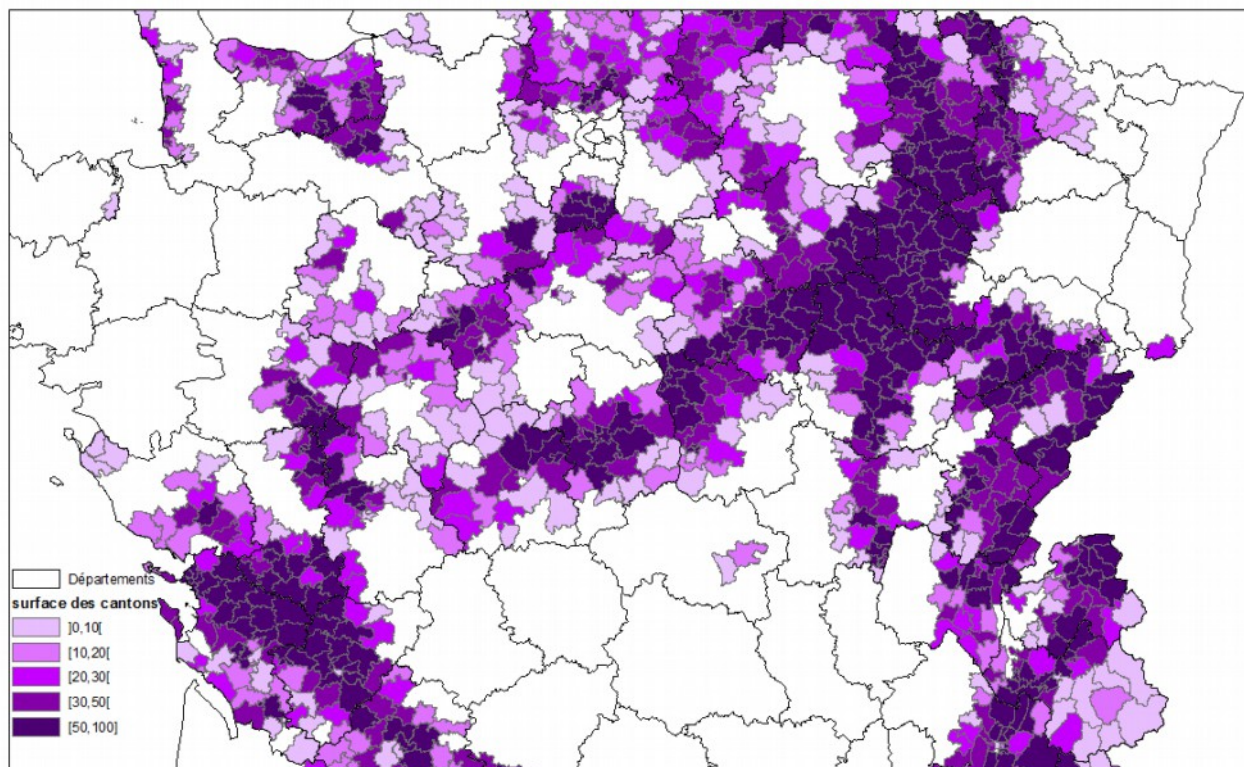 Départements
surface des cantons
]0,10[
[10,20[
[20,30[
[30,50[
[50,100]